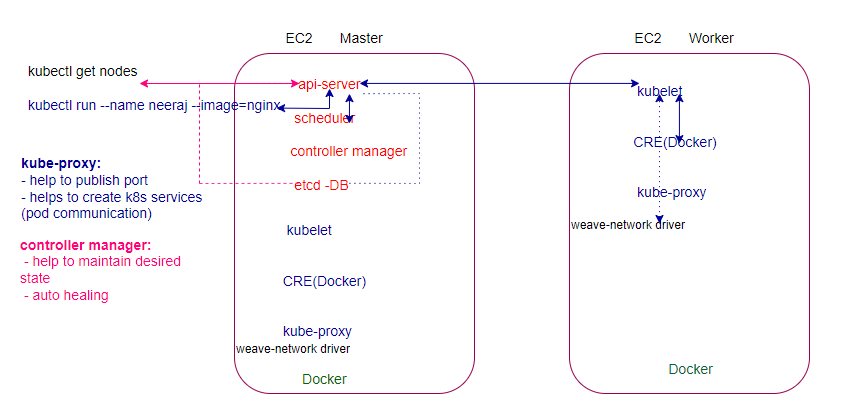 EC2 Master
EC2 Worker
kubectl get nodes
kubectl run --name neeraj --image=nginx
kube-proxy:
- help to publish port
- helps to create k8s services
(pod communication)
controller manager:
- help to maintain desired
state
- auto healing
api-server
scheduler
controller manager
etcd -DB
kubelet
CRE(Docker)
kube-proxy
weave-network driver
Docker
kubelet
CRE(Docker)
kube-proxy
weave-network driver
Docker